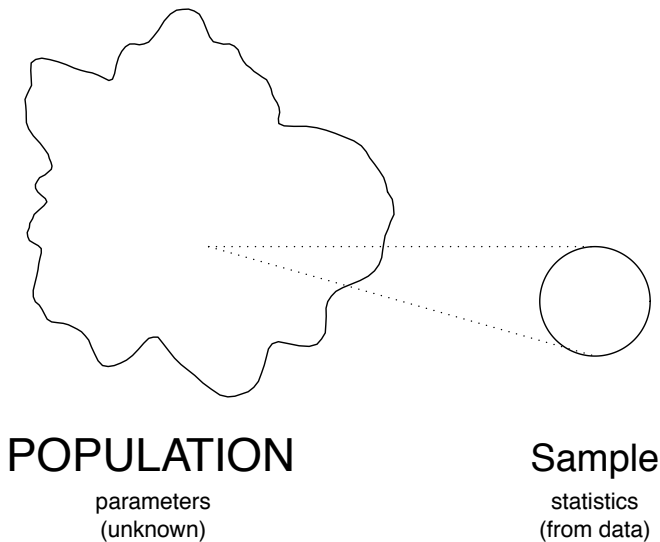 POPULATION
parameters
(unknown)
Sample
statistics
(from data)